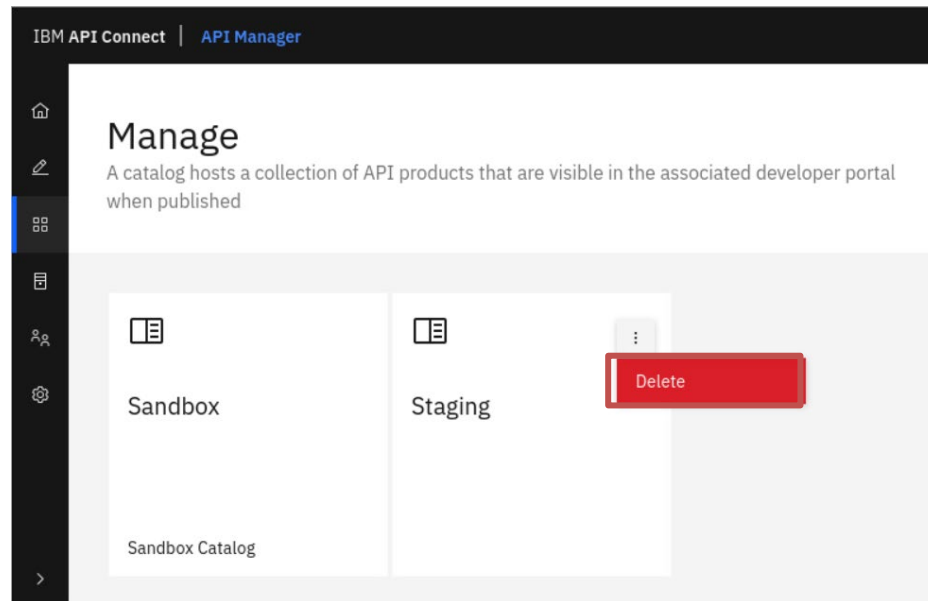 IBM API Connect | API Manager
Manage
A catalog hosts a collection of API products that are visible in the associated developer portal
when published
Sandbox
Staging
Delete
Sandbox Catalog